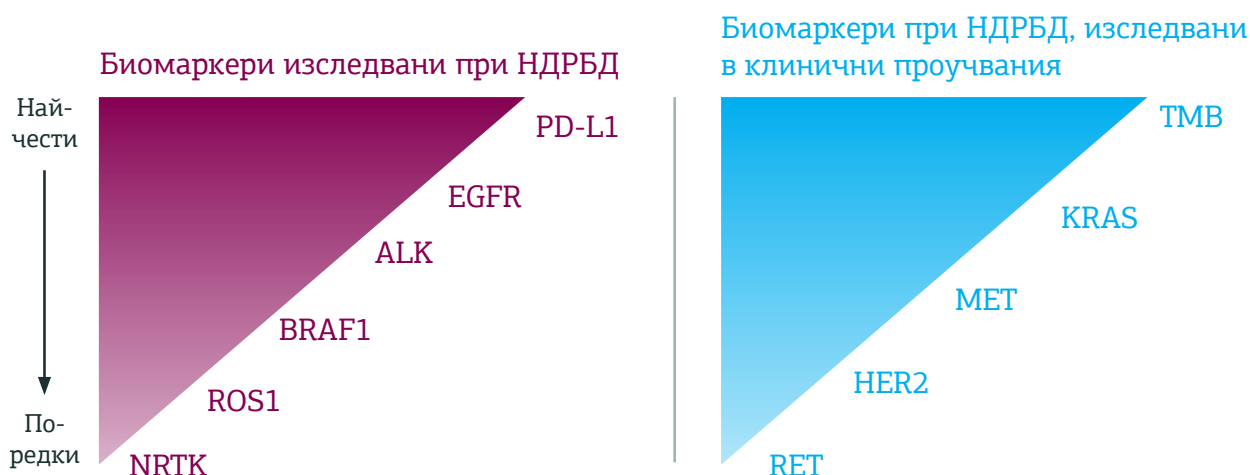 Биомаркери изследвани при НДРБД
Най-
чести
По-
редки
PD-L1
EGFR
ALK
BRAF1
ROS1
NRTK
Биомаркери при НДРБД, изследвани
в клинични проучвания
TMB
KRAS
MET
HER2
RET